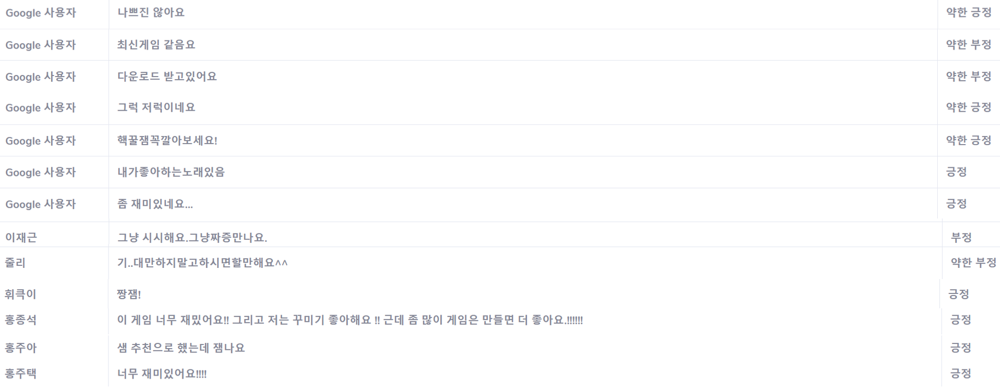 Google 사용자 나쁘진 않아요 약한 긍정
Google 사용자 최신게임 같음요 약한 부정
Google 사용자 다운로드 받고있어요 약한 부정
Google 사용자 그럭 저럭이네요 약한 긍정
Google 사용자 핵꿀잼꼭깔아보세요! 약한 긍정
Google 사용자 내가좋아하는노래있음 긍정
Google 사용자 좀 재미있네요... 긍정
이재근 그냥 시시해요.그냥짜증만나요. 부정
줄리 기..대만하지말고하시면할만해요^^ 약한 부정
휘큭이 짱잼! 긍정
홍종석 이 게임 너무 재밌어요!! 그리고 저는 꾸미기 좋아해요 !! 근데 좀 많이 게임은 만들면 더 좋아요.!!!!!! 긍정
홍주아 샘 추천으로 했는데 잼나요 긍정
홍주택 너무 재미있어요!!!! 긍정